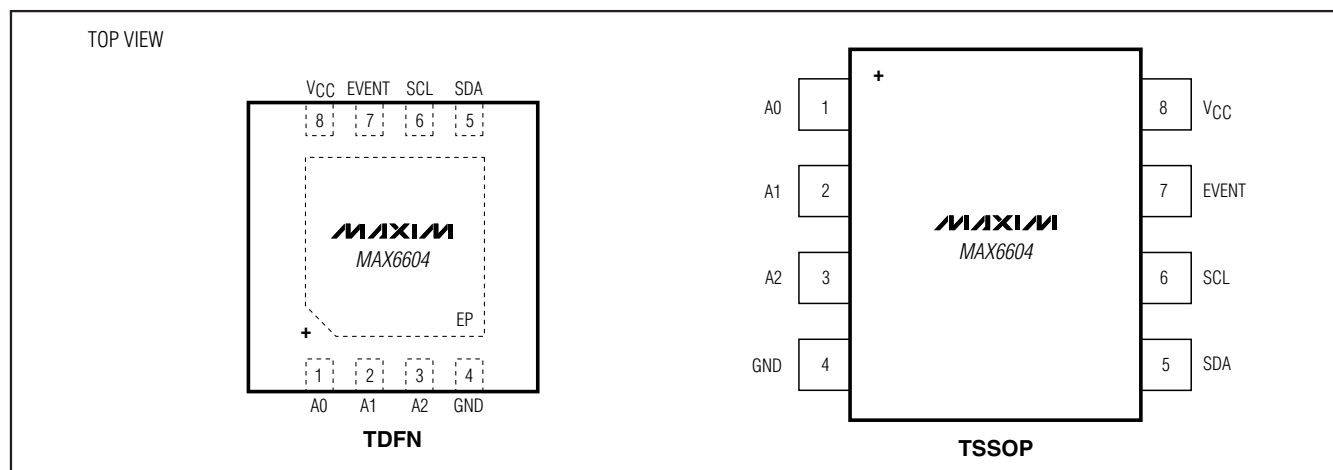 TOP VIEW
VCC EVENT SCL SDA
8 7 6 5
MAXIM
MAX6604
EP
+
1 2 3 4
A0 A1 A2 GND
TDFN
+
A0 1 8 VCC
A1 2 7 EVENT
MAXIM
MAX6604
A2 3 6 SCL
GND 4 5 SDA
TSSOP